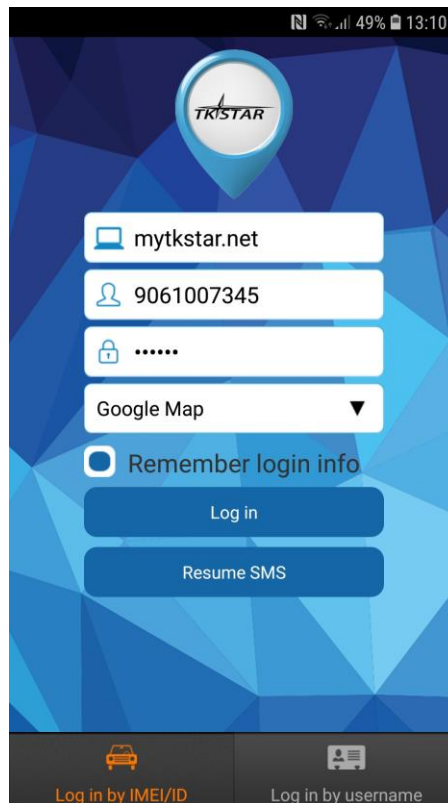 49% 13:10
TKSTAR
mytkstar.net
9061007345
••••••
Google Map ▼
Remember login info
Log in
Resume SMS
Log in by IMEI/ID
Log in by username